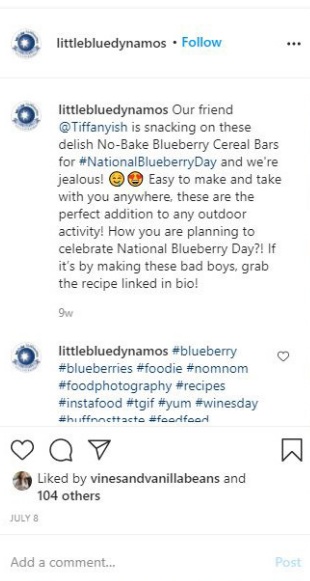 littlebluedynamos • Follow
littlebluedynamos Our friend
@Tiffanyish is snacking on these
delish No-Bake Blueberry Cereal Bars
for #NationalBlueberryDay and we're
jealous! 😋😍 Easy to make and take
with you anywhere, these are the
perfect addition to any outdoor
activity! How you are planning to
celebrate National Blueberry Day?! If
it's by making these bad boys, grab
the recipe linked in bio!
9w
littlebluedynamos #blueberry
#blueberries #foodie #nomnom
#foodphotography #recipes
#instafood #tgif #yum #winesday
#huffposttaste #feedfeed
Liked by vinesandvanillabeans and
104 others
JULY 8
Add a comment...
Post